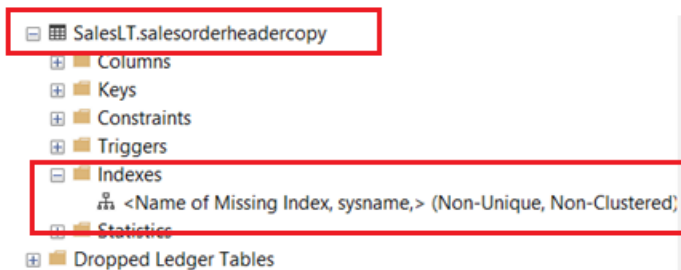 SalesLT.salesorderheadercopy
Columns
Keys
Constraints
Triggers
Indexes
<Name of Missing Index, sysname,> (Non-Unique, Non-Clustered)
Statistics
Dropped Ledger Tables